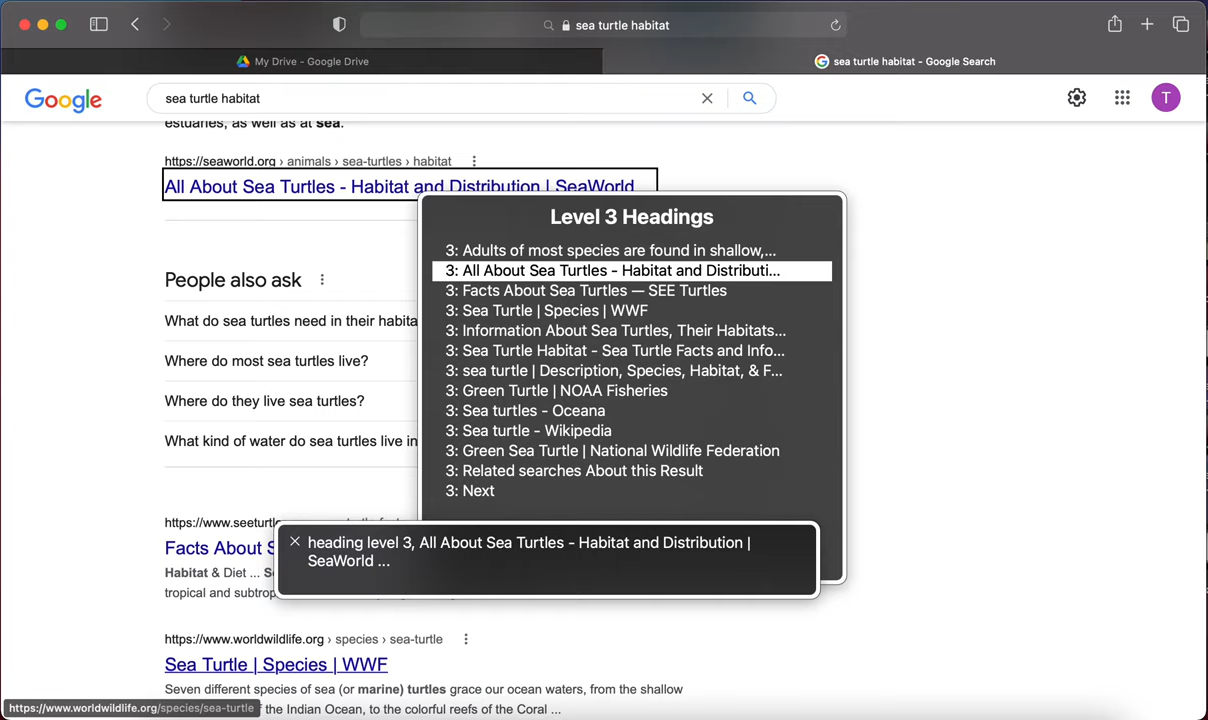 sea turtle habitat
My Drive - Google Drive
sea turtle habitat - Google Search
Google
sea turtle habitat
T
estuaries, as well as at sea.
https://seaworld.org › animals › sea-turtles › habitat
All About Sea Turtles - Habitat and Distribution | SeaWorld
People also ask
What do sea turtles need in their habita
Where do most sea turtles live?
Where do they live sea turtles?
What kind of water do sea turtles live in
Level 3 Headings
3: Adults of most species are found in shallow,...
3: All About Sea Turtles - Habitat and Distributi...
3: Facts About Sea Turtles — SEE Turtles
3: Sea Turtle | Species | WWF
3: Information About Sea Turtles, Their Habitats...
3: Sea Turtle Habitat - Sea Turtle Facts and Info...
3: sea turtle | Description, Species, Habitat, & F...
3: Green Turtle | NOAA Fisheries
3: Sea turtles - Oceana
3: Sea turtle - Wikipedia
3: Green Sea Turtle | National Wildlife Federation
3: Related searches About this Result
3: Next
heading level 3, All About Sea Turtles - Habitat and Distribution |
SeaWorld ...
https://www.seeturtle
Facts About S
Habitat & Diet ... Se
tropical and subtrop
https://www.worldwildlife.org › species › sea-turtle
Sea Turtle | Species | WWF
Seven different species of sea (or marine) turtles grace our ocean waters, from the shallow
of the Indian Ocean, to the colorful reefs of the Coral ...
https://www.worldwildlife.org/species/sea-turtle